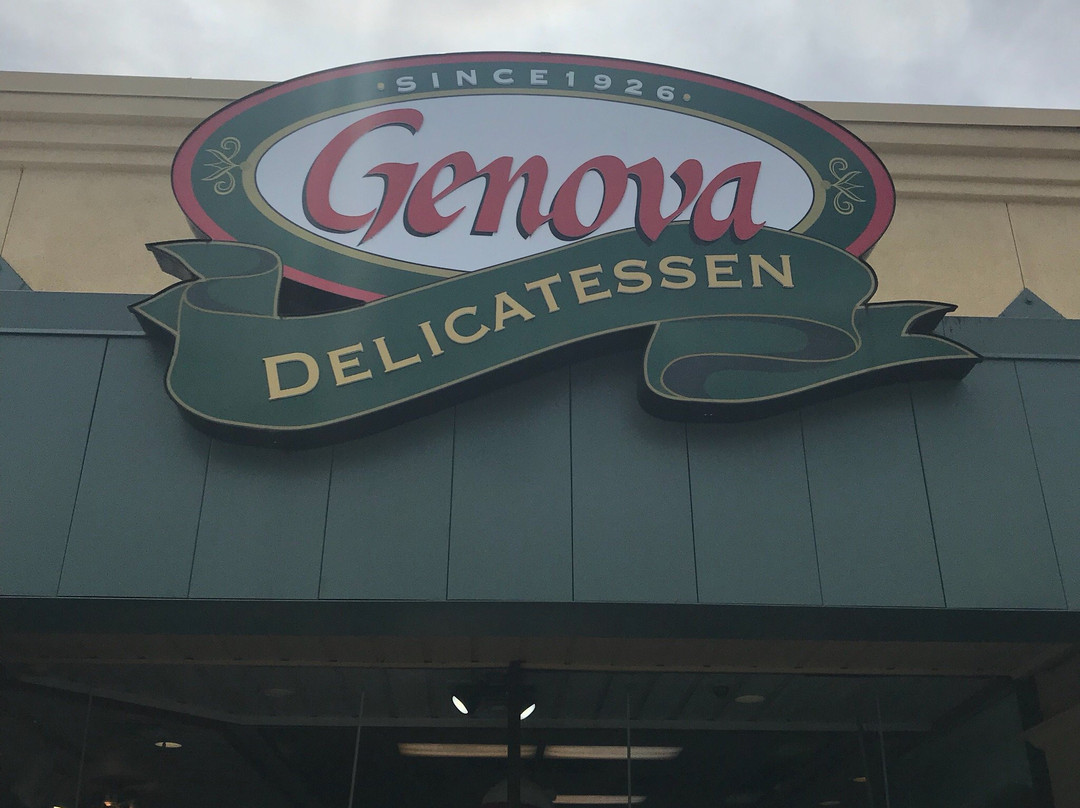 SINCE 1926
Genova
DELICATESSEN